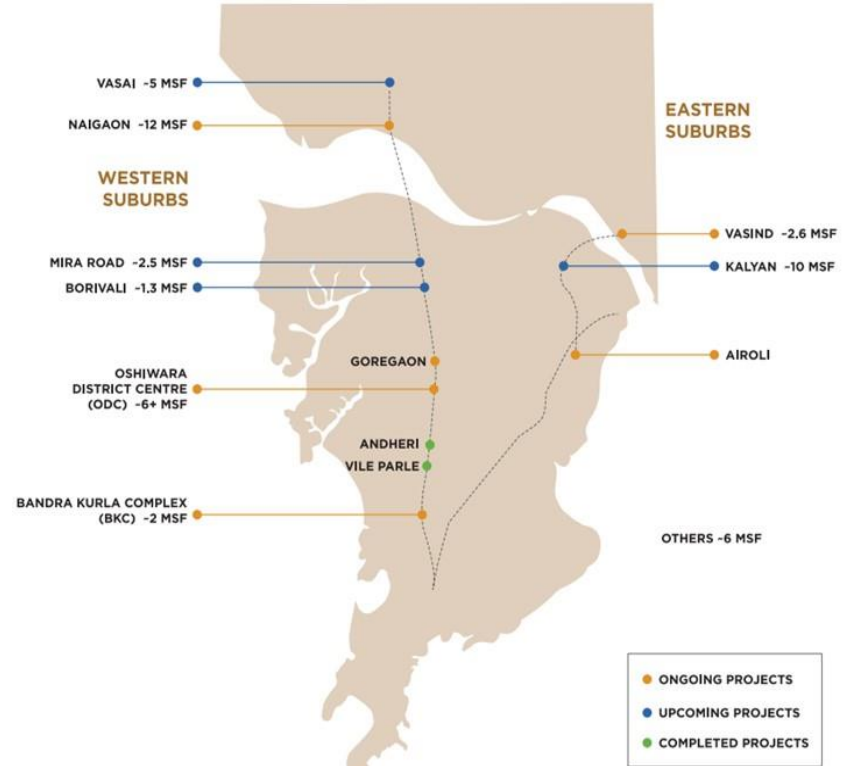 VASAI ~5 MSF
NAIGAON ~12 MSF
EASTERN
SUBURBS
WESTERN
SUBURBS
VASIND ~2.6 MSF
MIRA ROAD ~2.5 MSF
KALYAN ~10 MSF
BORIVALI ~1.3 MSF
GOREGAON
AIROLI
OSHIWARA
DISTRICT CENTRE
(ODC) ~6+ MSF
ANDHERI
VILE PARLE
BANDRA KURLA COMPLEX
(BKC) ~2 MSF
OTHERS ~6 MSF
ONGOING PROJECTS
UPCOMING PROJECTS
COMPLETED PROJECTS